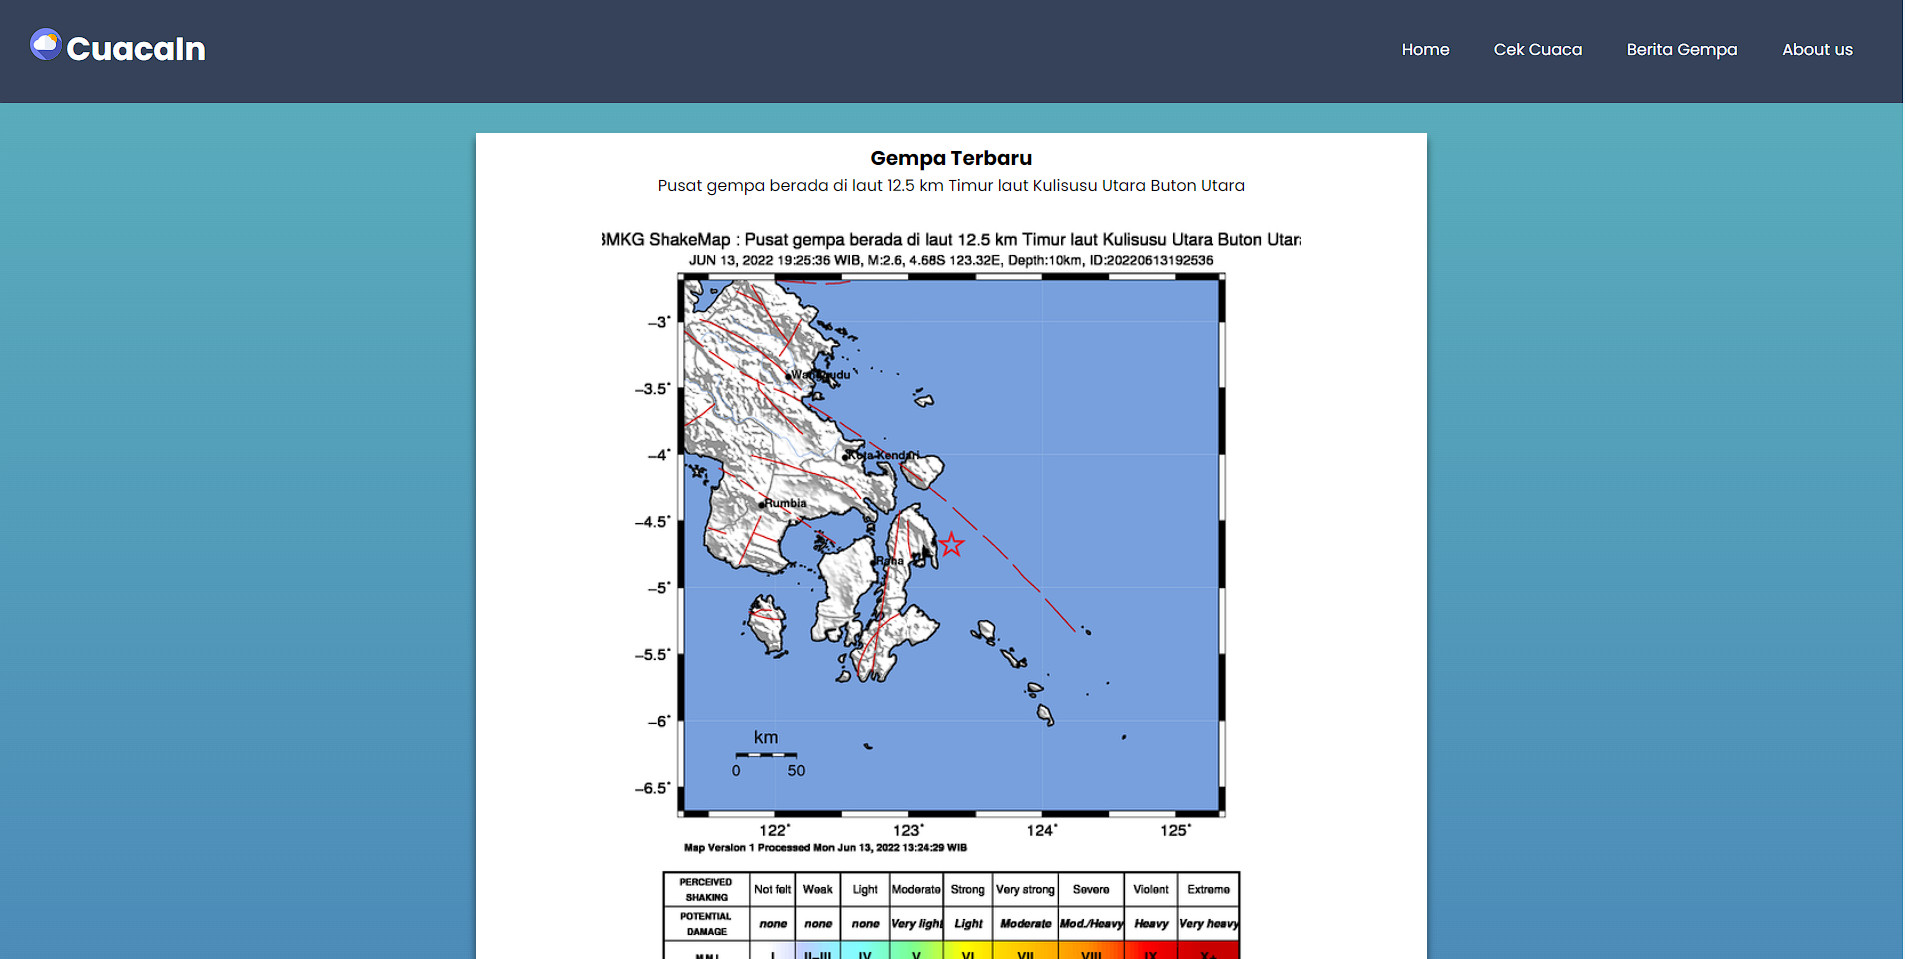 CuacaIn
Home Cek Cuaca Berita Gempa About us
Gempa Terbaru
Pusat gempa berada di laut 12.5 km Timur laut Kulisusu Utara Buton Utara
BMKG ShakeMap : Pusat gempa berada di laut 12.5 km Timur laut Kulisusu Utara Buton Utara
JUN 13, 2022 19:25:36 WIB, M:2.6, 4.68S 123.32E, Depth:10km, ID:20220613192536
−3°
−3.5°
−4°
−4.5°
−5°
−5.5°
−6°
−6.5°
Kota Kendari
Rumbia
Raha
km
0 50
122° 123° 124° 125°
Map Version 1 Processed Mon Jun 13, 2022 13:24:29 WIB
PERCEIVED SHAKING Not felt Weak Light Moderate Strong Very strong Severe Violent Extreme
POTENTIAL DAMAGE none none none Very light Light Moderate Mod./Heavy Heavy Very heavy
I II–III IV V VI VII VIII IX X+